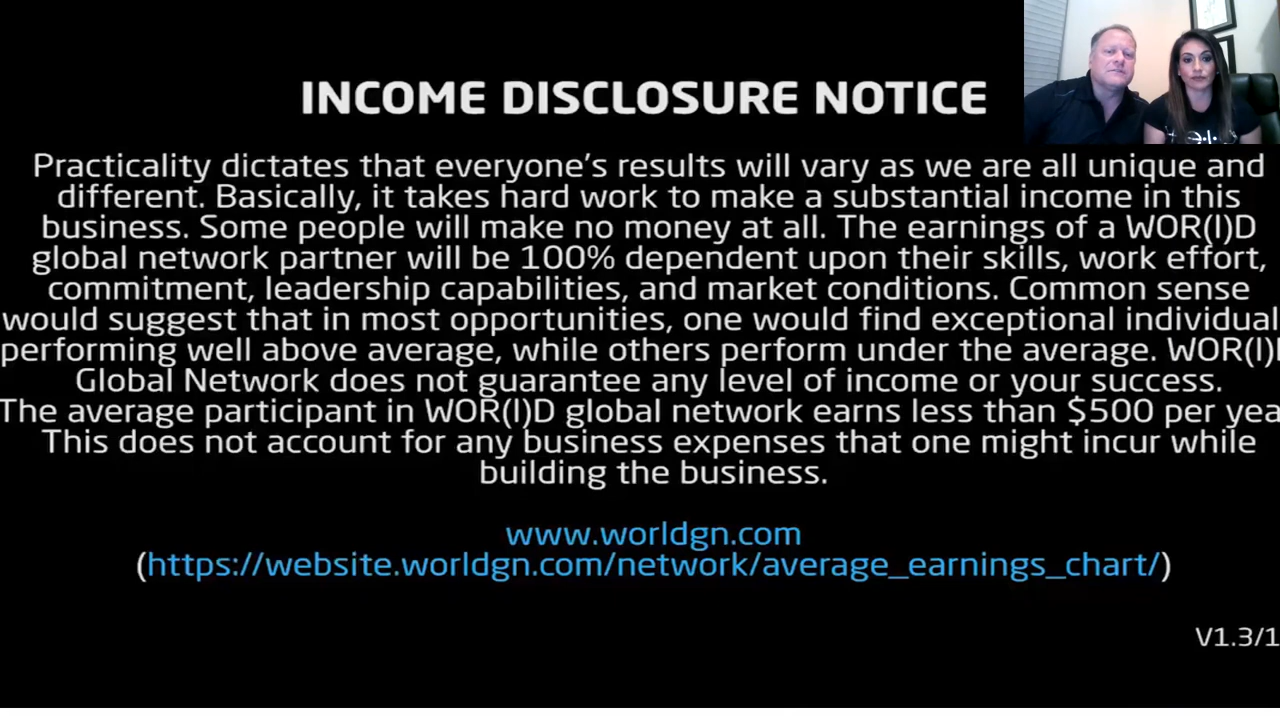 INCOME DISCLOSURE NOTICE
Practicality dictates that everyone's results will vary as we are all unique and
different. Basically, it takes hard work to make a substantial income in this
business. Some people will make no money at all. The earnings of a WOR(I)D
global network partner will be 100% dependent upon their skills, work effort,
commitment, leadership capabilities, and market conditions. Common sense
would suggest that in most opportunities, one would find exceptional individual
performing well above average, while others perform under the average. WOR(I)
Global Network does not guarantee any level of income or your success.
The average participant in WOR(I)D global network earns less than $500 per yea
This does not account for any business expenses that one might incur while
building the business.
www.worldgn.com
(https://website.worldgn.com/network/average_earnings_chart/)
V1.3/1